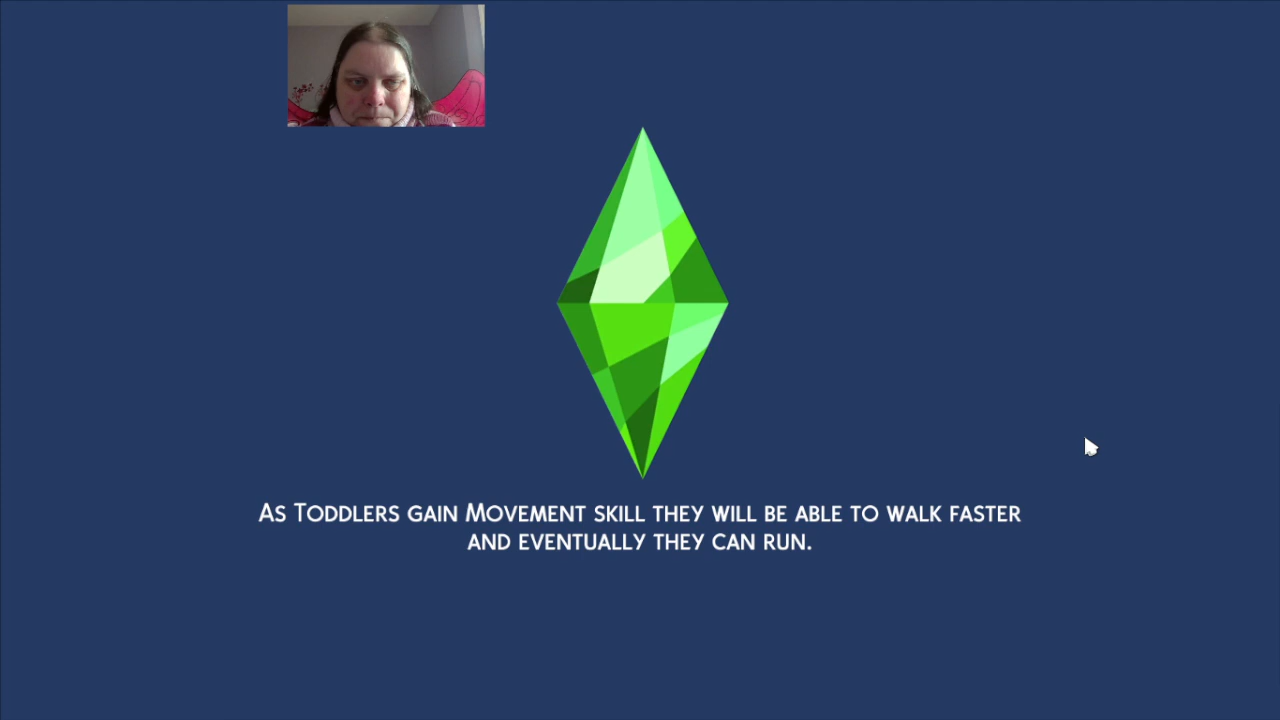 As Toddlers gain Movement skill they will be able to walk faster
and eventually they can run.